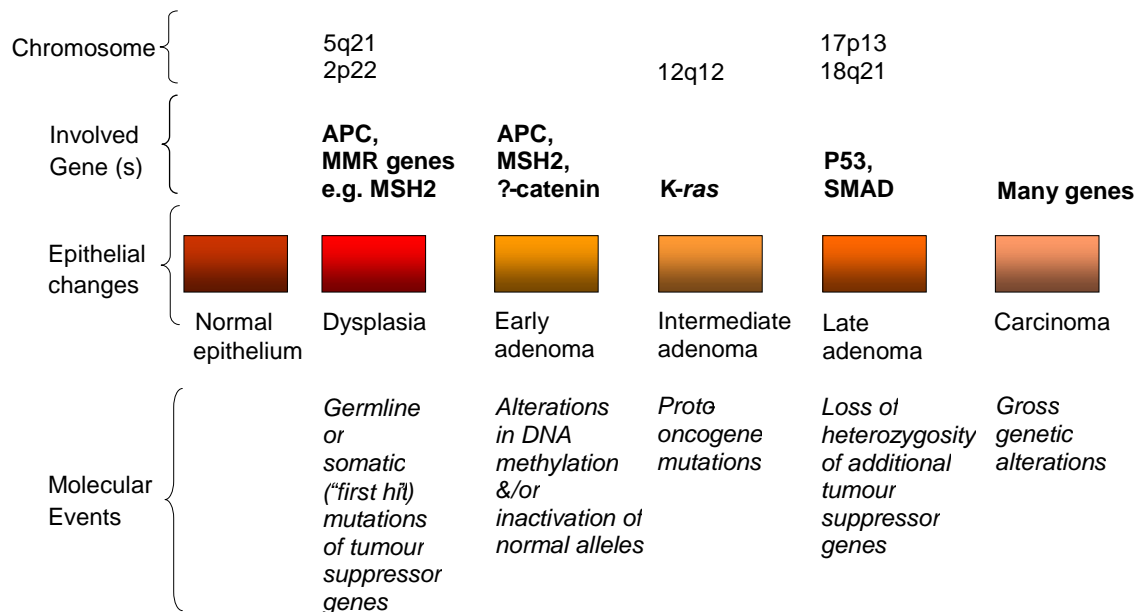 Chromosome
5q21
2p22
12q12
17p13
18q21
Involved
Gene (s)
APC,
MMR genes
e.g. MSH2
APC,
MSH2,
?-catenin
K-ras
P53,
SMAD
Many genes
Epithelial
changes
Normal
epithelium
Dysplasia
Early
adenoma
Intermediate
adenoma
Late
adenoma
Carcinoma
Molecular
Events
Germline
or
somatic
(“first hit”)
mutations
of tumour
suppressor
genes
Alterations
in DNA
methylation
&/or
inactivation of
normal alleles
Proto-
oncogene
mutations
Loss of
heterozygosity
of additional
tumour
suppressor
genes
Gross
genetic
alterations